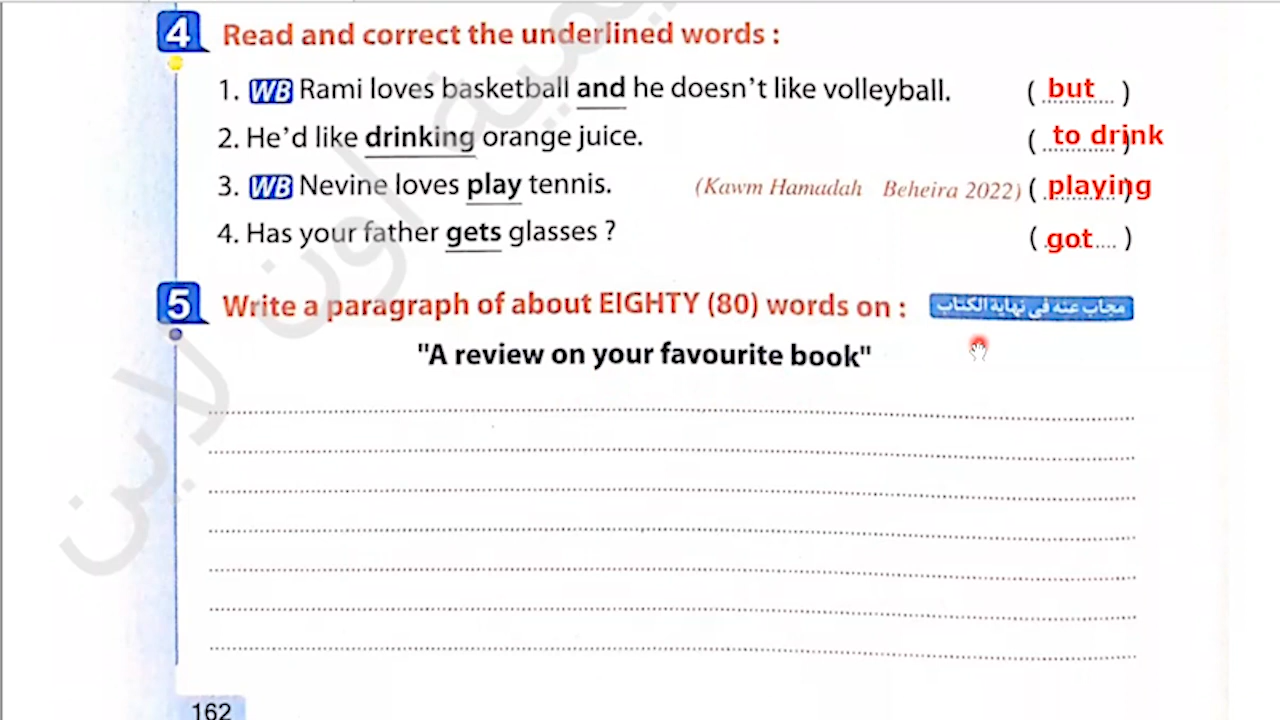 4 Read and correct the underlined words :
1. WB Rami loves basketball and he doesn't like volleyball. ( but )
2. He'd like drinking orange juice. ( to drink )
3. WB Nevine loves play tennis. (Kawm Hamadah Beheira 2022) ( playing )
4. Has your father gets glasses ? ( got )
5 Write a paragraph of about EIGHTY (80) words on : مجاب عنه فى نهاية الكتاب
"A review on your favourite book"
162